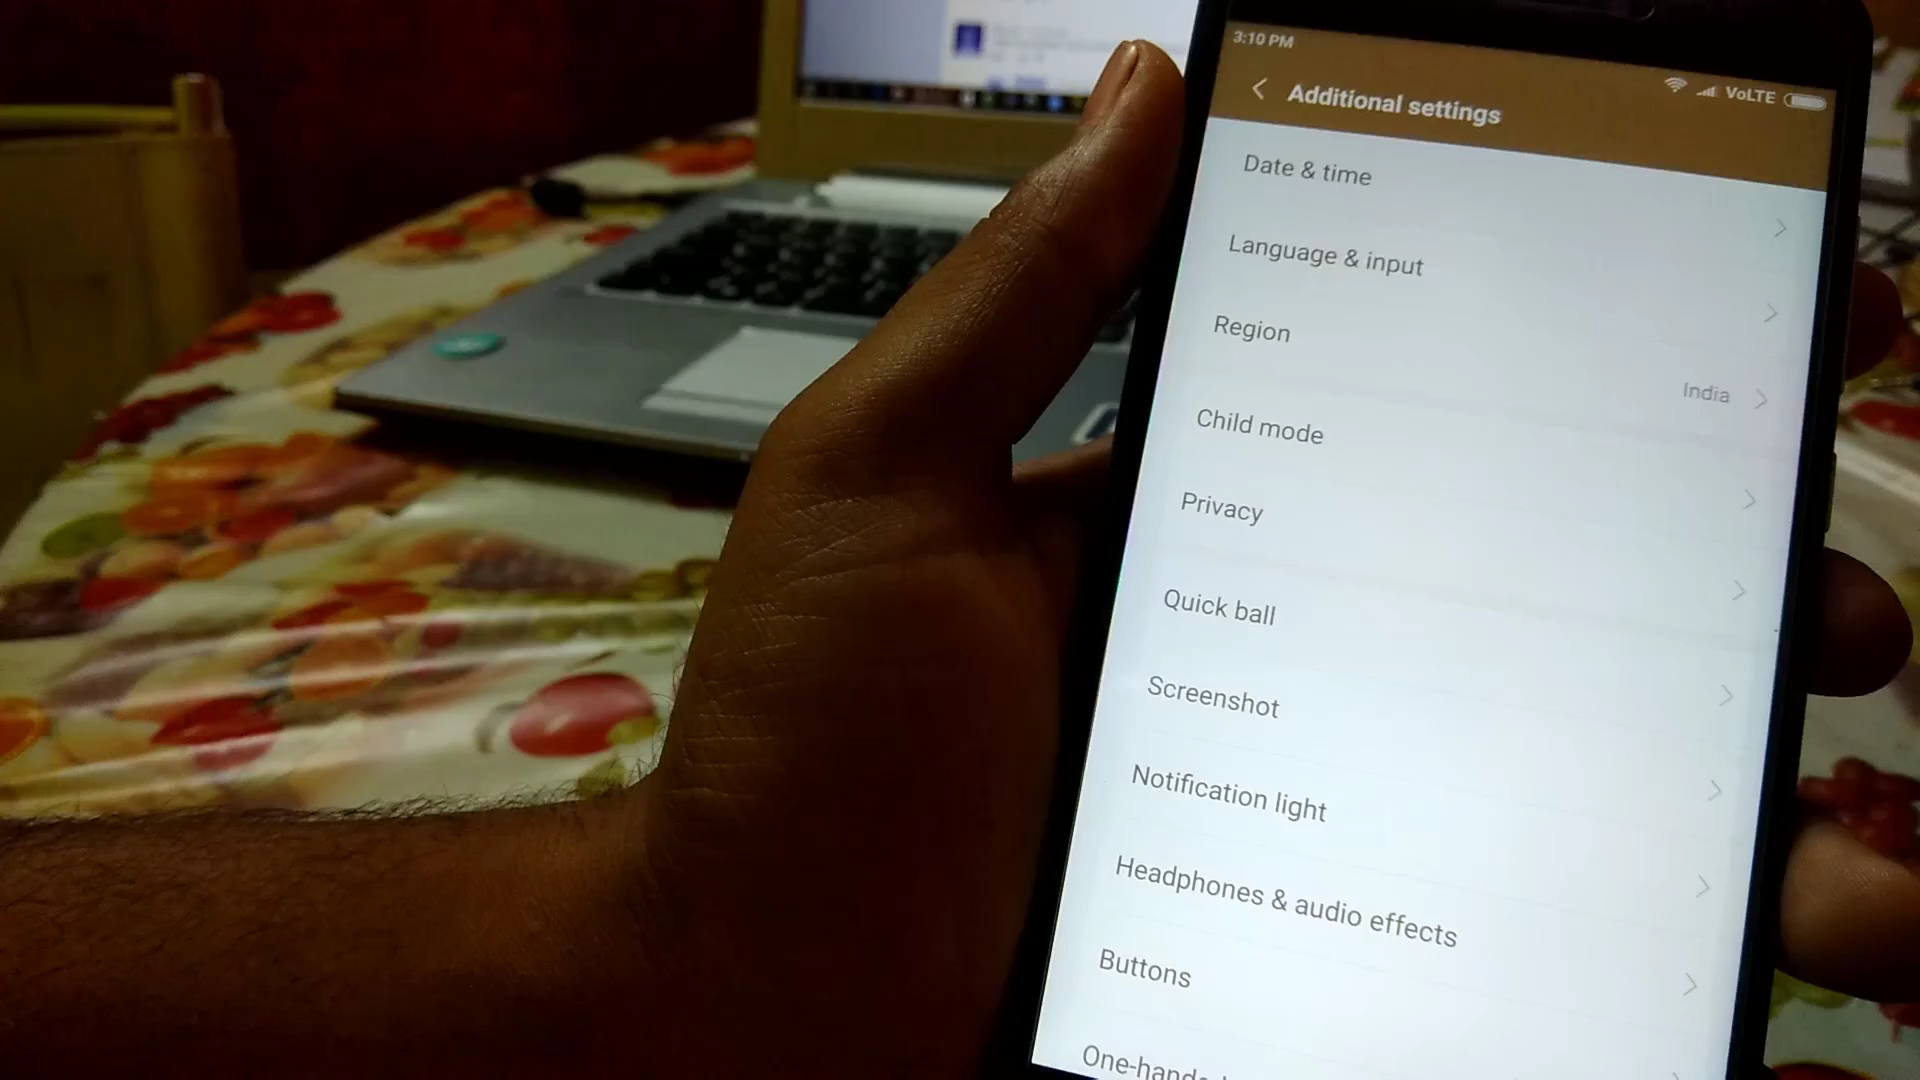 3:10 PM
VoLTE
Additional settings
Date & time
Language & input
Region
India
Child mode
Privacy
Quick ball
Screenshot
Notification light
Headphones & audio effects
Buttons